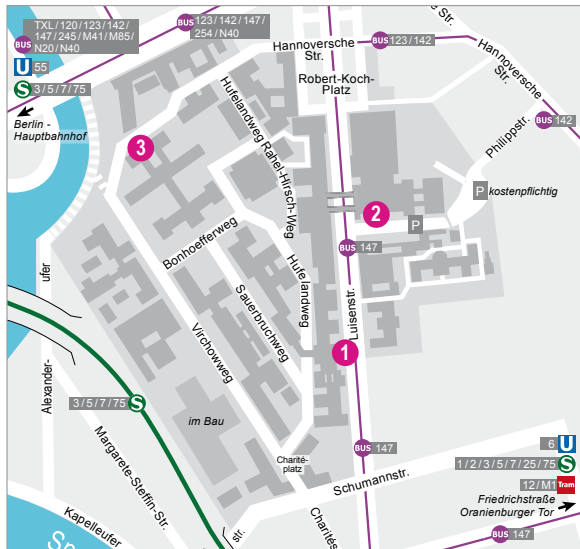 TXL/120/123/142/
147/245/M41/M85/
N20/N40
BUS
U 55
S 3/5/7/75
Berlin -
Hauptbahnhof
BUS
123/142/147/
254/N40
Hannoversche
Str.
BUS 123/142
Str.
Hannoversche
Str.
Robert-Koch-
Platz
BUS 142
Philippstr.
P kostenpflichtig
3
Hufelandweg
Rahel-Hirsch-Weg
2
P
BUS 147
Bonhoefferweg
Hufelandweg
Sauerbruchweg
Luisenstr.
ufer
Alexander-
Virchowweg
1
3/5/7/75 S
im Bau
Margarete-Steffin-Str.
Charité-
platz
BUS 147
Schumannstr.
6 U
1/2/3/5/7/25/75 S
12/M1 Tram
Friedrichstraße
Oranienburger Tor
BUS 147
Kapelleufer
str.
Charités
Sp